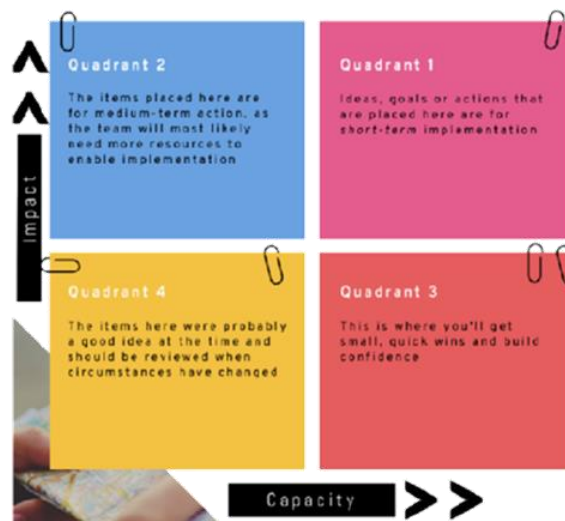 Quadrant 2
The items placed here are
for medium-term action, as
the team will most likely
need more resources to
enable implementation
Quadrant 1
Ideas, goals or actions that
are placed here are for
short-term implementation
Impact
Quadrant 4
The items here were probably
a good idea at the time and
should be reviewed when
circumstances have changed
Quadrant 3
This is where you'll get
small, quick wins and build
confidence
Capacity